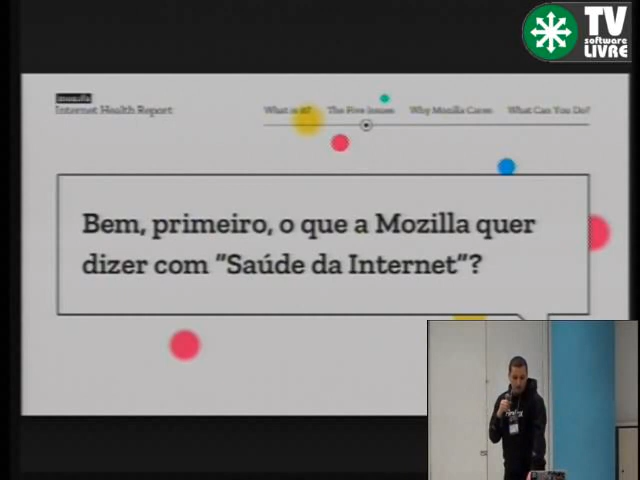 TV
software
LIVRE
mozilla
Internet Health Report
What is it?
The Five Issues
Why Mozilla Cares
What Can You Do?
Bem, primeiro, o que a Mozilla quer
dizer com “Saúde da Internet”?